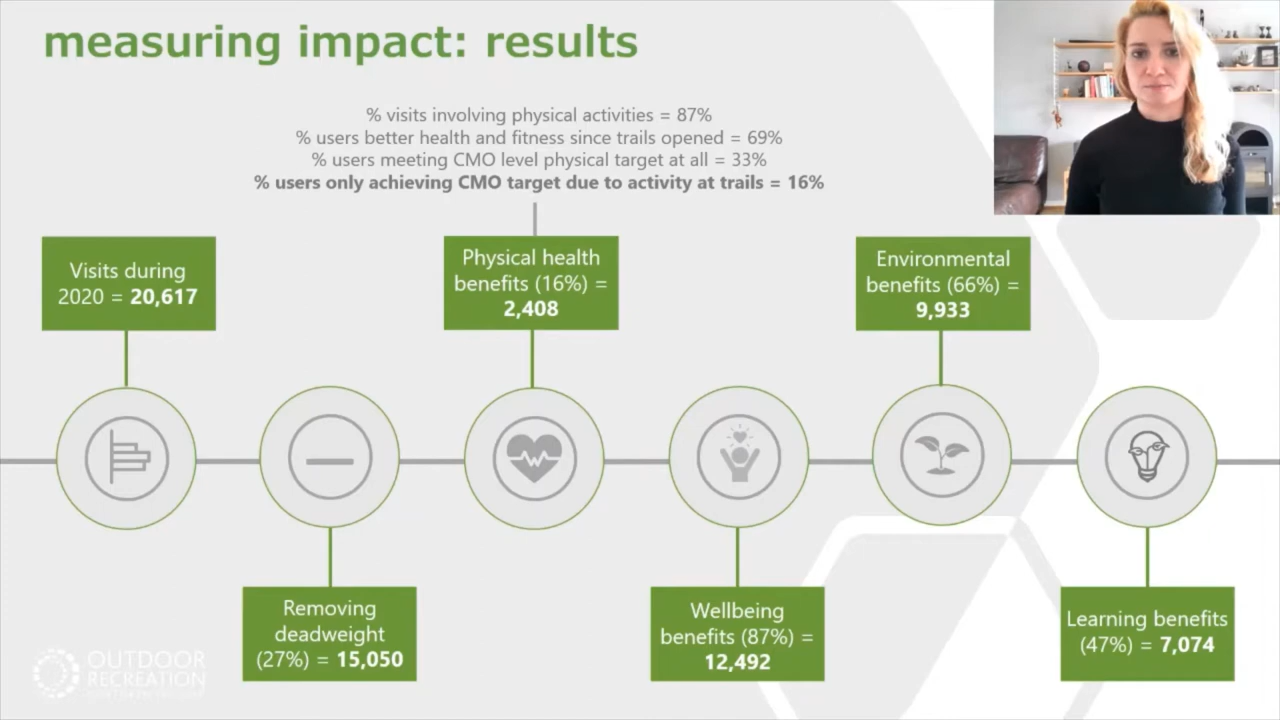 measuring impact: results
% visits involving physical activities = 87%
% users better health and fitness since trails opened = 69%
% users meeting CMO level physical target at all = 33%
% users only achieving CMO target due to activity at trails = 16%
Visits during
2020 = 20,617
Physical health
benefits (16%) =
2,408
Environmental
benefits (66%) =
9,933
Removing
deadweight
(27%) = 15,050
Wellbeing
benefits (87%) =
12,492
Learning benefits
(47%) = 7,074
OUTDOOR
RECREATION